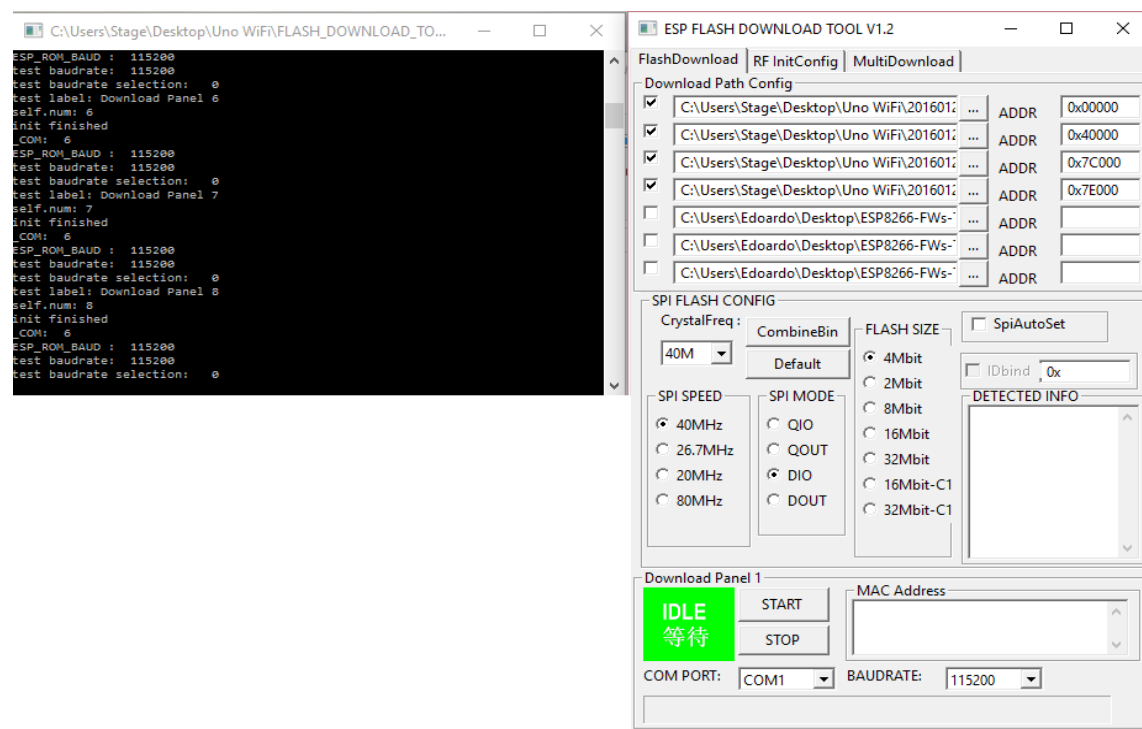 C:\Users\Stage\Desktop\Uno WiFi\FLASH_DOWNLOAD_TO...
ESP_ROM_BAUD : 115200
test baudrate: 115200
test baudrate selection: 0
test label: Download Panel 6
self.num: 6
init finished
_COM: 6
ESP_ROM_BAUD : 115200
test baudrate: 115200
test baudrate selection: 0
test label: Download Panel 7
self.num: 7
init finished
_COM: 6
ESP_ROM_BAUD : 115200
test baudrate: 115200
test baudrate selection: 0
test label: Download Panel 8
self.num: 8
init finished
_COM: 6
ESP_ROM_BAUD : 115200
test baudrate: 115200
test baudrate selection: 0
ESP FLASH DOWNLOAD TOOL V1.2
FlashDownload RF InitConfig MultiDownload
Download Path Config
C:\Users\Stage\Desktop\Uno WiFi\201601 ... ADDR 0x00000
C:\Users\Stage\Desktop\Uno WiFi\201601 ... ADDR 0x40000
C:\Users\Stage\Desktop\Uno WiFi\201601 ... ADDR 0x7C000
C:\Users\Stage\Desktop\Uno WiFi\201601 ... ADDR 0x7E000
C:\Users\Edoardo\Desktop\ESP8266-FWs- ... ADDR
C:\Users\Edoardo\Desktop\ESP8266-FWs- ... ADDR
C:\Users\Edoardo\Desktop\ESP8266-FWs- ... ADDR
SPI FLASH CONFIG
CrystalFreq :
40M
CombineBin
Default
SPI SPEED
40MHz
26.7MHz
20MHz
80MHz
SPI MODE
QIO
QOUT
DIO
DOUT
FLASH SIZE
4Mbit
2Mbit
8Mbit
16Mbit
32Mbit
16Mbit-C1
32Mbit-C1
SpiAutoSet
IDbind 0x
DETECTED INFO
Download Panel 1
IDLE
等待
START
STOP
MAC Address
COM PORT: COM1 BAUDRATE: 115200